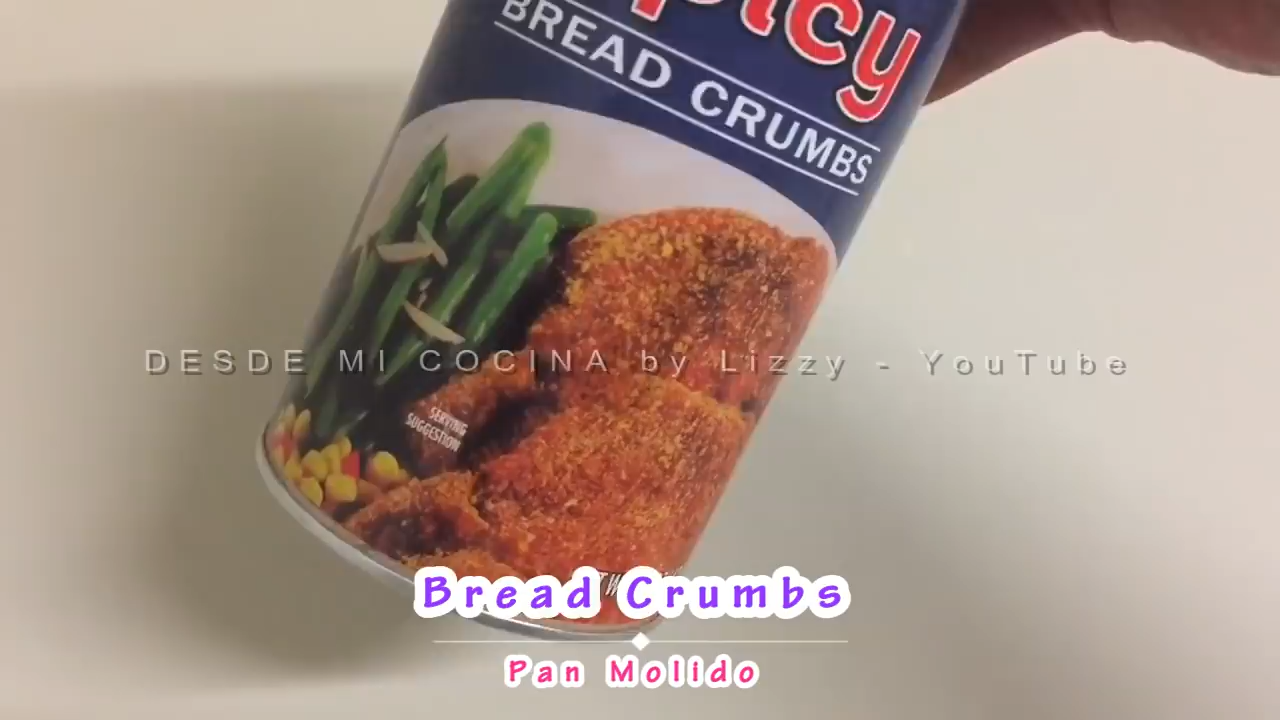 BREAD CRUMBS
DESDE MI COCINA by Lizzy - YouTube
SERVING
SUGGESTION
Bread Crumbs
Pan Molido